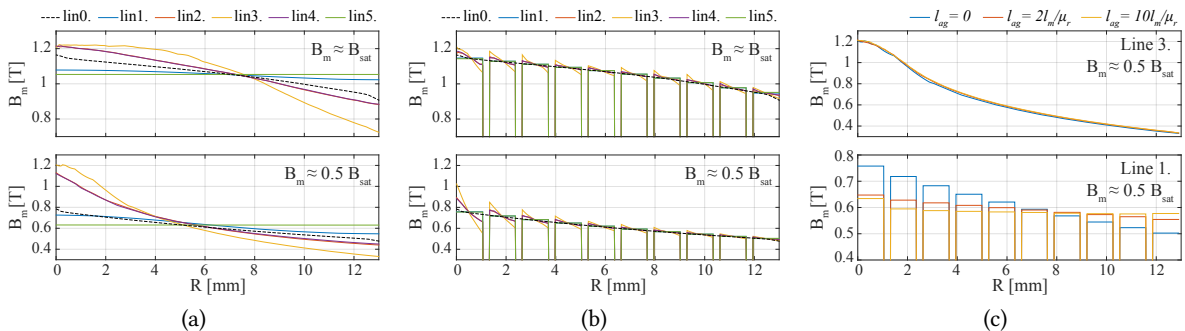 lin0. lin1. lin2. lin3. lin4. lin5.
B_m [T]
1.2
1
0.8
B_m ≈ B_sat
B_m [T]
1.2
1
0.8
0.6
0.4
B_m ≈ 0.5 B_sat
0 2 4 6 8 10 12
R [mm]
(a)
lin0. lin1. lin2. lin3. lin4. lin5.
B_m [T]
1.2
1
0.8
B_m ≈ B_sat
B_m [T]
1.2
1
0.8
0.6
0.4
B_m ≈ 0.5 B_sat
0 2 4 6 8 10 12
R [mm]
(b)
l_ag = 0 l_ag = 2l_m/μ_r l_ag = 10l_m/μ_r
B_m [T]
1.2
1
0.8
0.6
0.4
Line 3.
B_m ≈ 0.5 B_sat
B_m [T]
0.8
0.7
0.6
0.5
0.4
Line 1.
B_m ≈ 0.5 B_sat
0 2 4 6 8 10 12
R [mm]
(c)